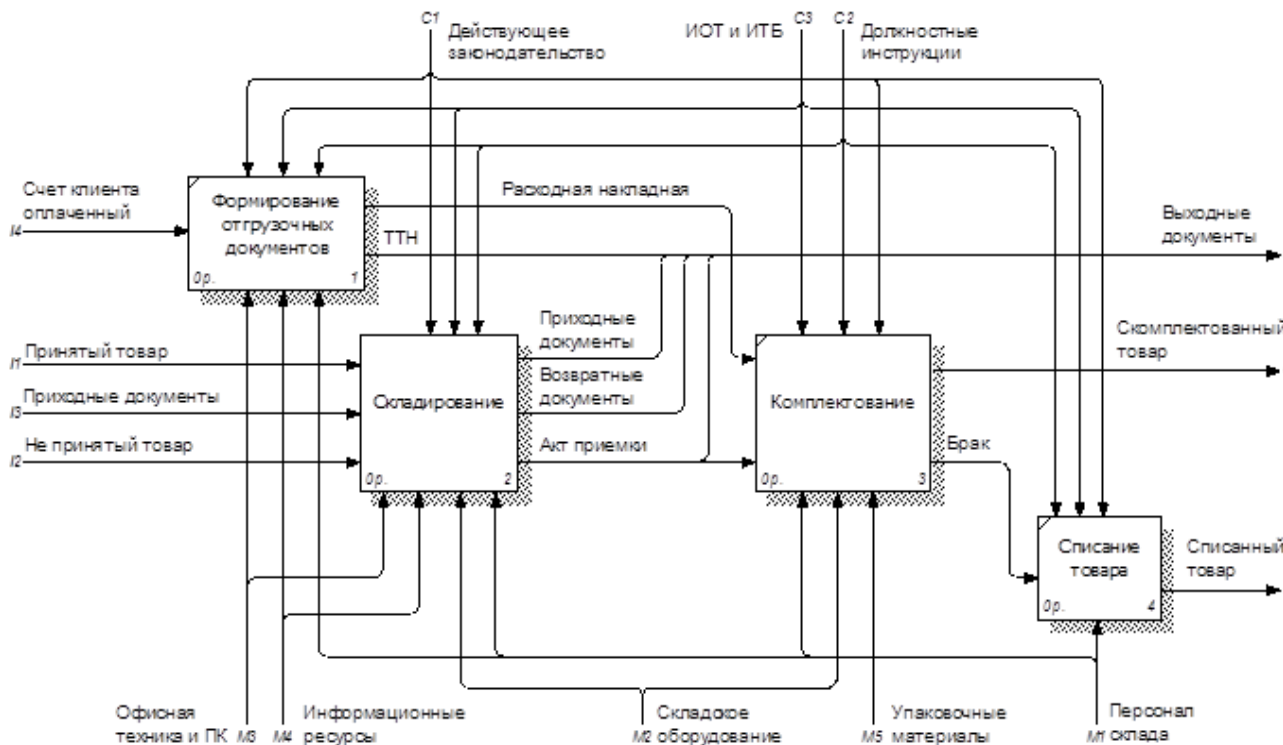 C1
Действующее
законодательство
ИОТ и ИТБ
C3
C2
Должностные
инструкции
Счет клиента
оплаченный
I4
Формирование
отгрузочных
документов
0р.
1
Расходная накладная
ТТН
Выходные
документы
I1
Принятый товар
I3
Приходные документы
I2
Не принятый товар
Складирование
0р.
2
Приходные
документы
Возвратные
документы
Акт приемки
Комплектование
0р.
3
Скомплектованный
товар
Брак
Списание
товара
0р.
4
Списанный
товар
Офисная
техника и ПК
M3
M4
Информационные
ресурсы
M2
Складское
оборудование
M5
Упаковочные
материалы
M1
Персонал
склада